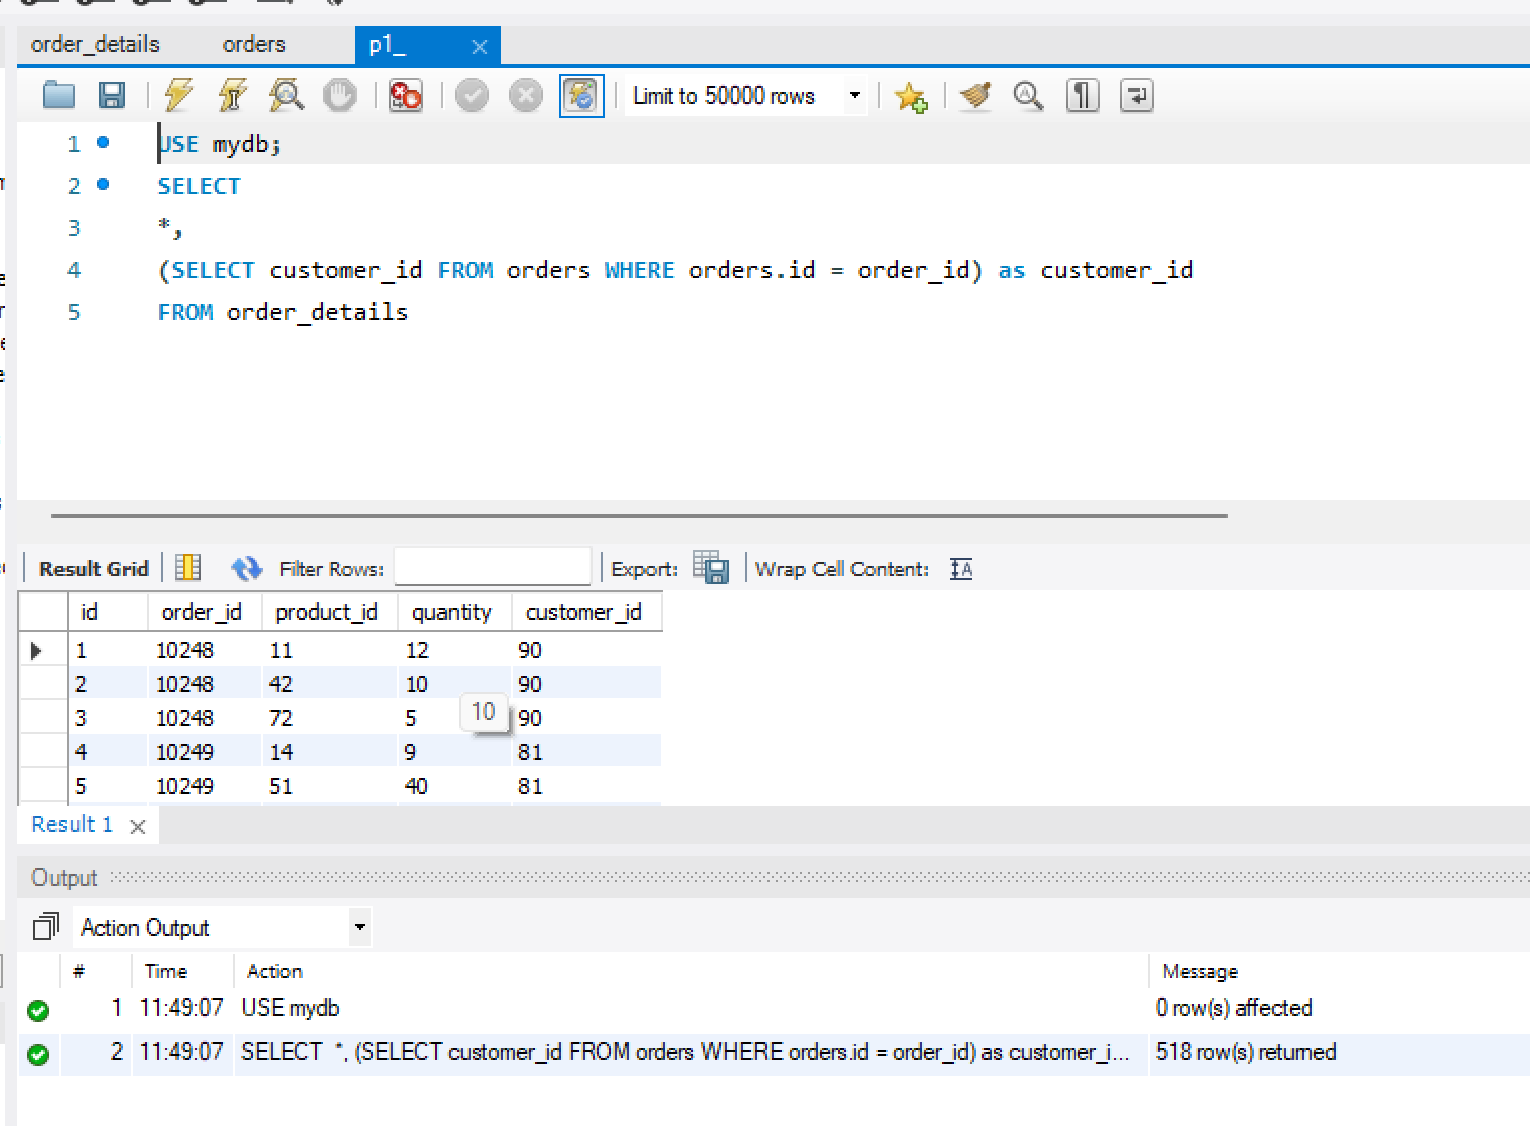 order_details orders p1_
Limit to 50000 rows
1 USE mydb;
2 SELECT
3 *,
4 (SELECT customer_id FROM orders WHERE orders.id = order_id) as customer_id
5 FROM order_details
Result Grid Filter Rows: Export: Wrap Cell Content:
id order_id product_id quantity customer_id
1 10248 11 12 90
2 10248 42 10 90
3 10248 72 5 90
10
4 10249 14 9 81
5 10249 51 40 81
Result 1
Output
Action Output
# Time Action Message
1 11:49:07 USE mydb 0 row(s) affected
2 11:49:07 SELECT *, (SELECT customer_id FROM orders WHERE orders.id = order_id) as customer_i... 518 row(s) returned